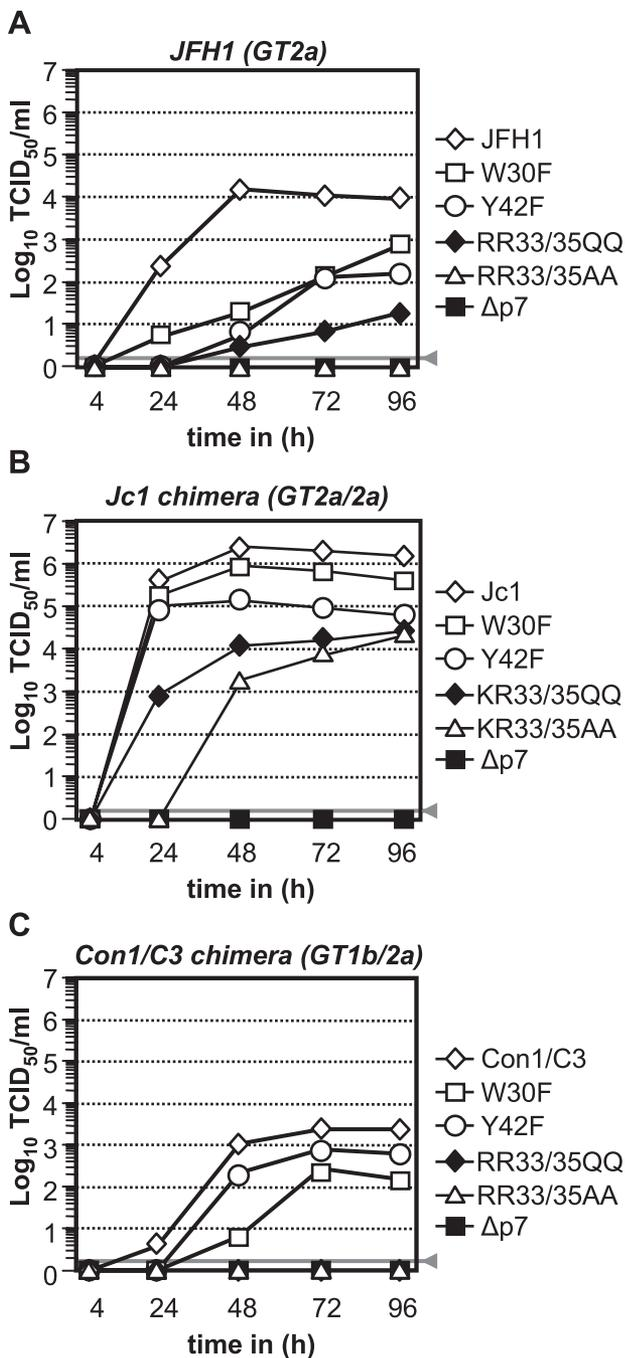 A
JFH1 (GT2a)
Log10 TCID50/ml
7
6
5
4
3
2
1
0
4 24 48 72 96
time in (h)
JFH1
W30F
Y42F
RR33/35QQ
RR33/35AA
Δp7
B
Jc1 chimera (GT2a/2a)
Log10 TCID50/ml
7
6
5
4
3
2
1
0
4 24 48 72 96
time in (h)
Jc1
W30F
Y42F
KR33/35QQ
KR33/35AA
Δp7
C
Con1/C3 chimera (GT1b/2a)
Log10 TCID50/ml
7
6
5
4
3
2
1
0
4 24 48 72 96
time in (h)
Con1/C3
W30F
Y42F
RR33/35QQ
RR33/35AA
Δp7